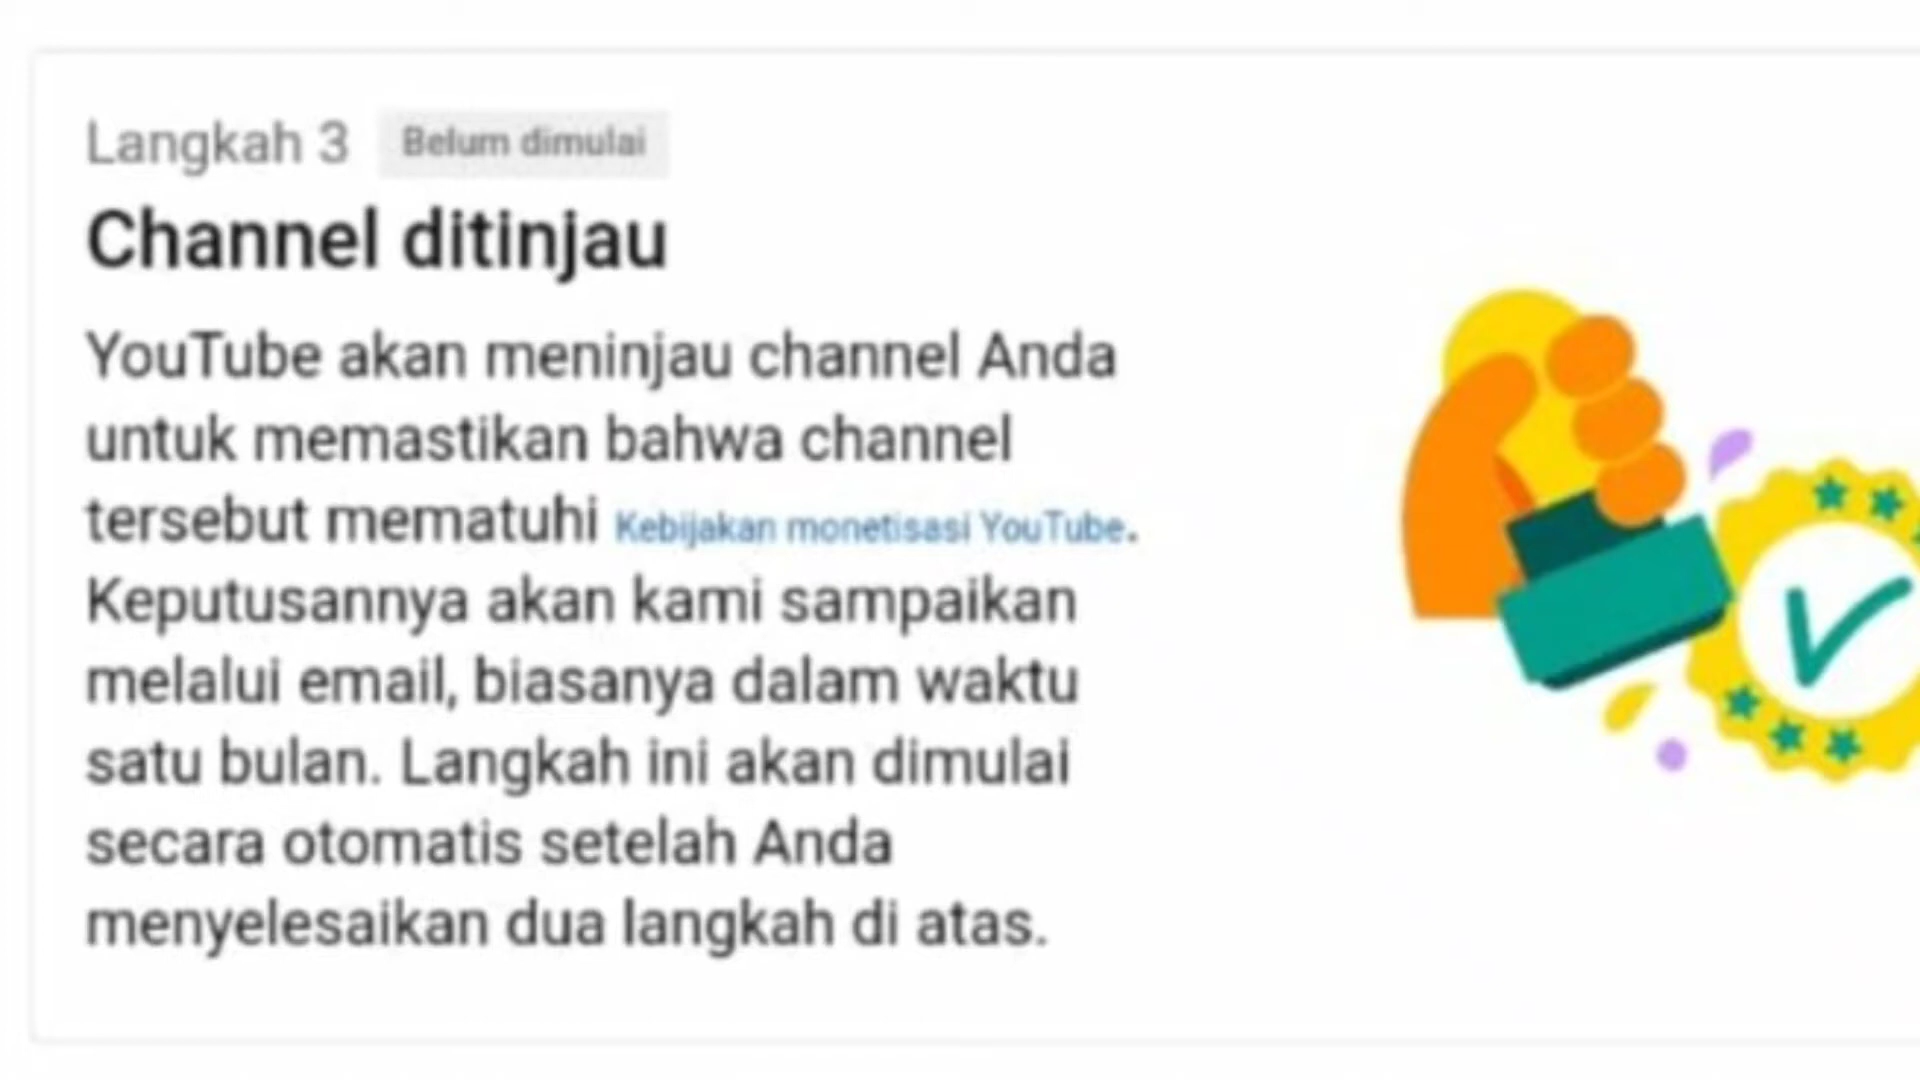 Langkah 3 Belum dimulai
Channel ditinjau
YouTube akan meninjau channel Anda
untuk memastikan bahwa channel
tersebut mematuhi Kebijakan monetisasi YouTube.
Keputusannya akan kami sampaikan
melalui email, biasanya dalam waktu
satu bulan. Langkah ini akan dimulai
secara otomatis setelah Anda
menyelesaikan dua langkah di atas.